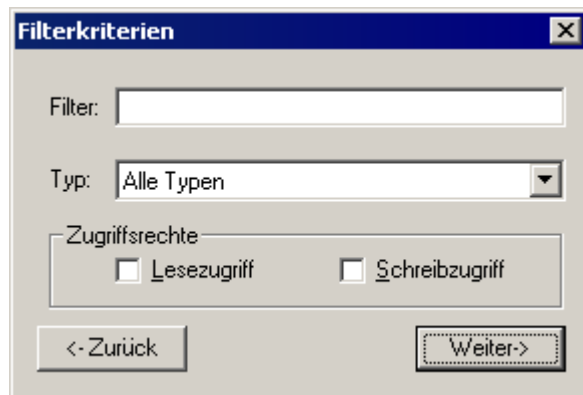 Filterkriterien
Filter:
Typ: Alle Typen
Zugriffsrechte
Lesezugriff Schreibzugriff
<- Zurück Weiter->